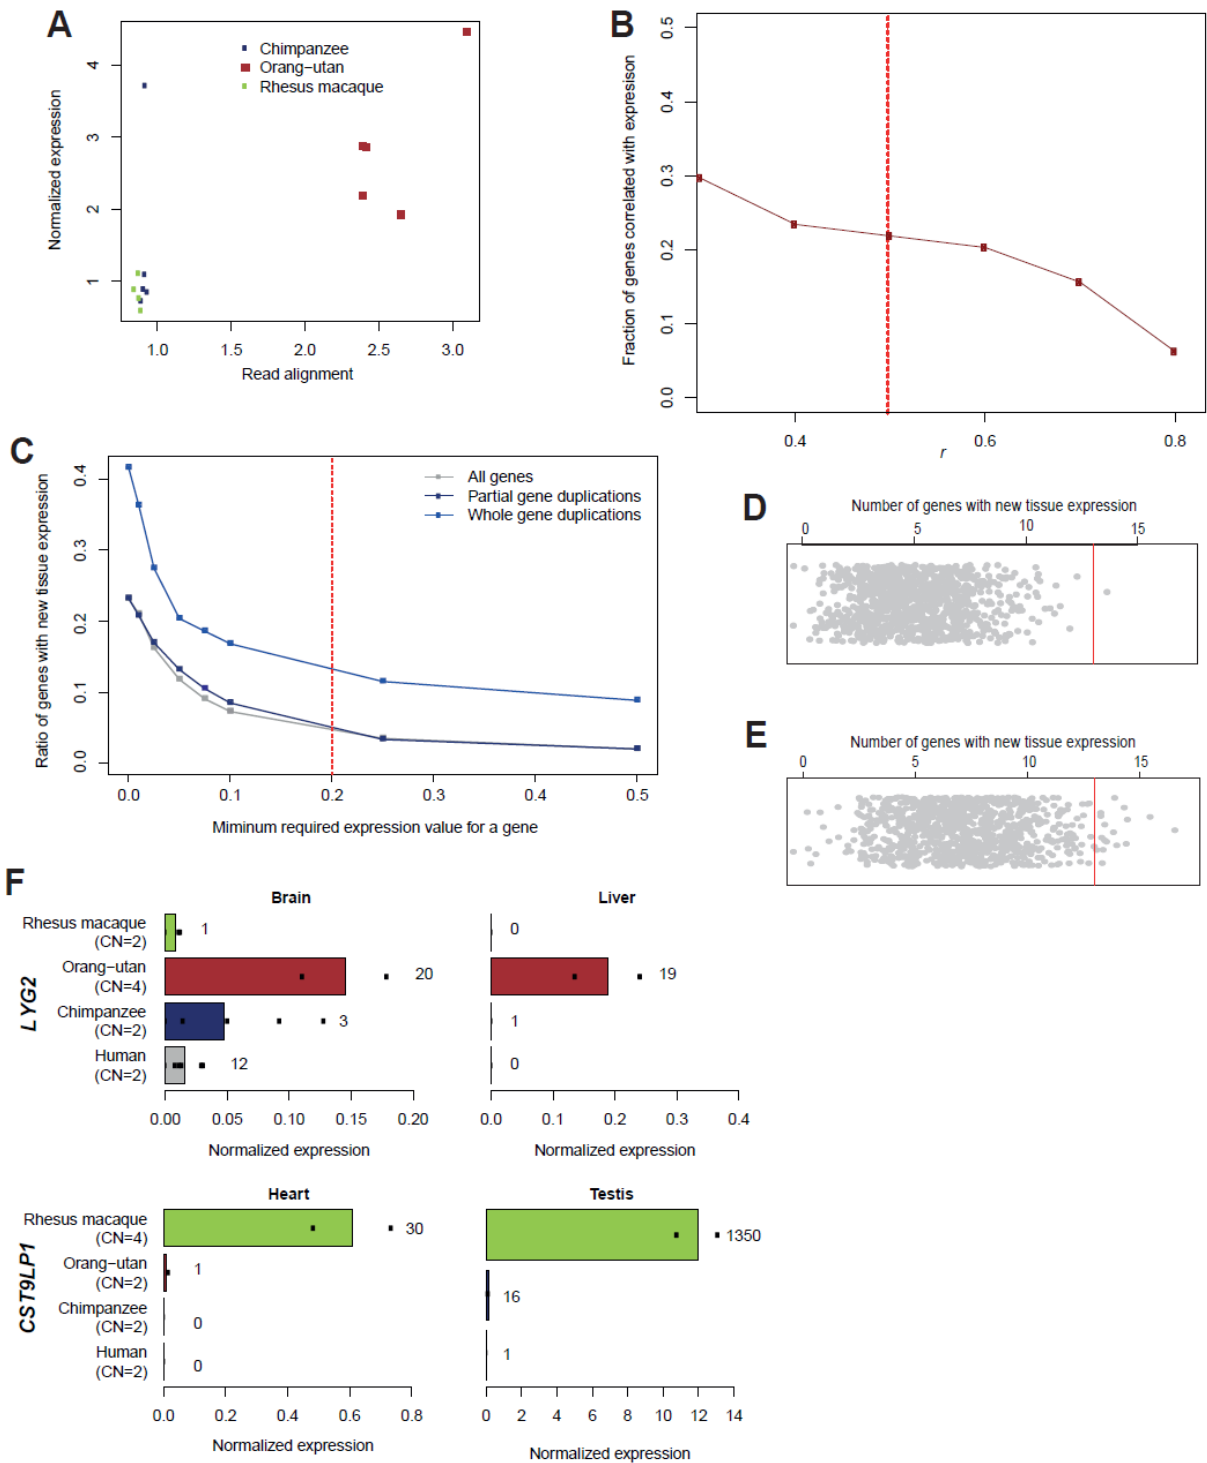 A
Chimpanzee
Orang-utan
Rhesus macaque
Normalized expression
4
3
2
1
1.0 1.5 2.0 2.5 3.0
Read alignment
B
Fraction of genes correlated with expresison
0.5
0.4
0.3
0.2
0.1
0.0
0.4 0.6 0.8
r
C
Ratio of genes with new tissue expression
0.4
0.3
0.2
0.1
0.0
All genes
Partial gene duplications
Whole gene duplications
0.0 0.1 0.2 0.3 0.4 0.5
Miminum required expression value for a gene
D
Number of genes with new tissue expression
0 5 10 15
E
Number of genes with new tissue expression
0 5 10 15
F
LYG2
Brain
Rhesus macaque
(CN=2)
1
Orang-utan
(CN=4)
20
Chimpanzee
(CN=2)
3
Human
(CN=2)
12
0.00 0.05 0.10 0.15 0.20
Normalized expression
Liver
0
19
1
0
0.0 0.1 0.2 0.3 0.4
Normalized expression
CST9LP1
Heart
Rhesus macaque
(CN=4)
30
Orang-utan
(CN=2)
1
Chimpanzee
(CN=2)
0
Human
(CN=2)
0
0.0 0.2 0.4 0.6 0.8
Normalized expression
Testis
1350
16
1
0 2 4 6 8 10 12 14
Normalized expression